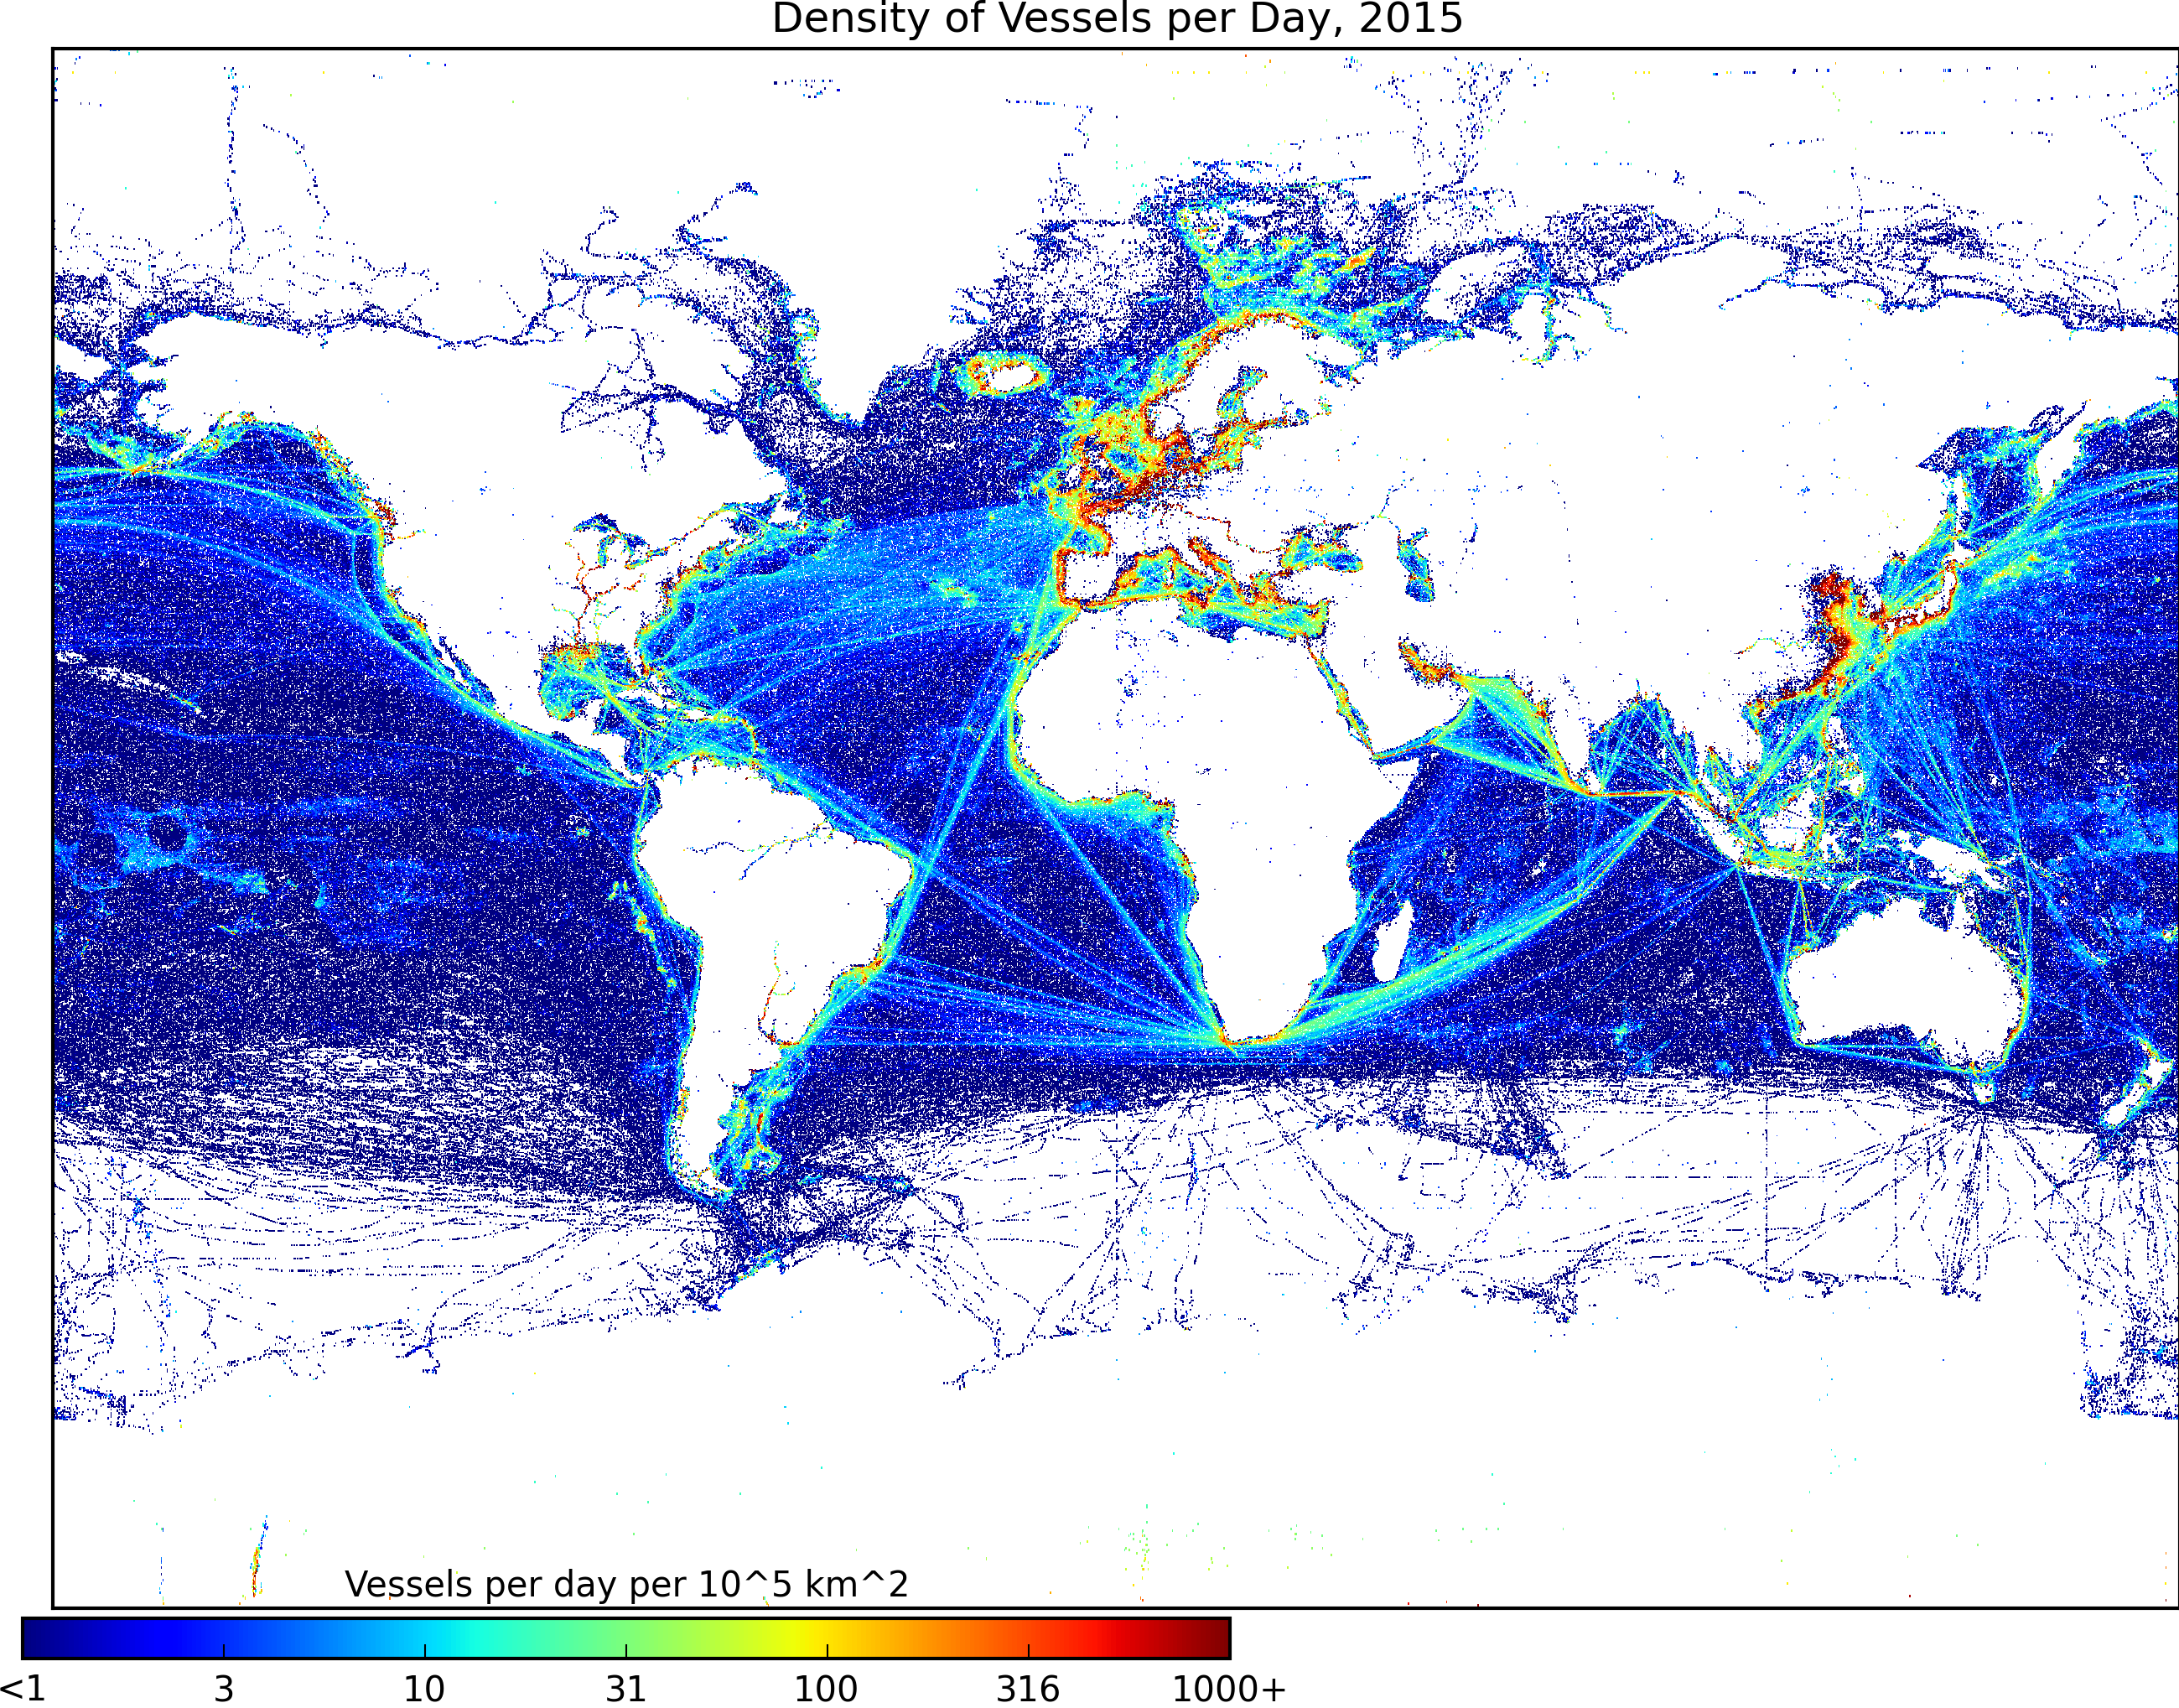 Density of Vessels per Day, 2015
Vessels per day per 10^5 km^2
<1 3 10 31 100 316 1000+